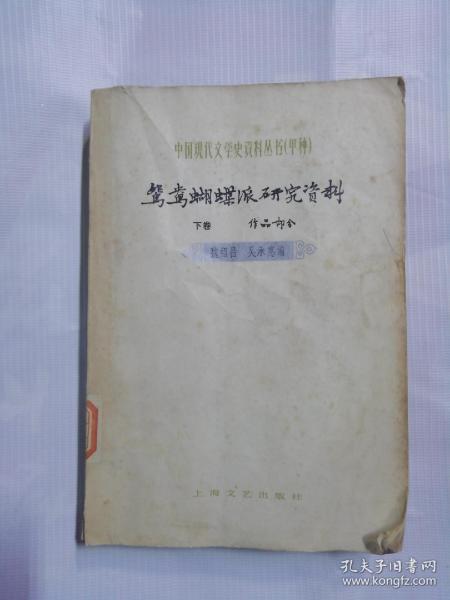 中国现代文学史资料丛书(甲种)
鸳鸯蝴蝶派研究资料
下卷 作品部分
魏绍昌 吴承惠编
上海文艺出版社
孔夫子旧书网
www.kongfz.com